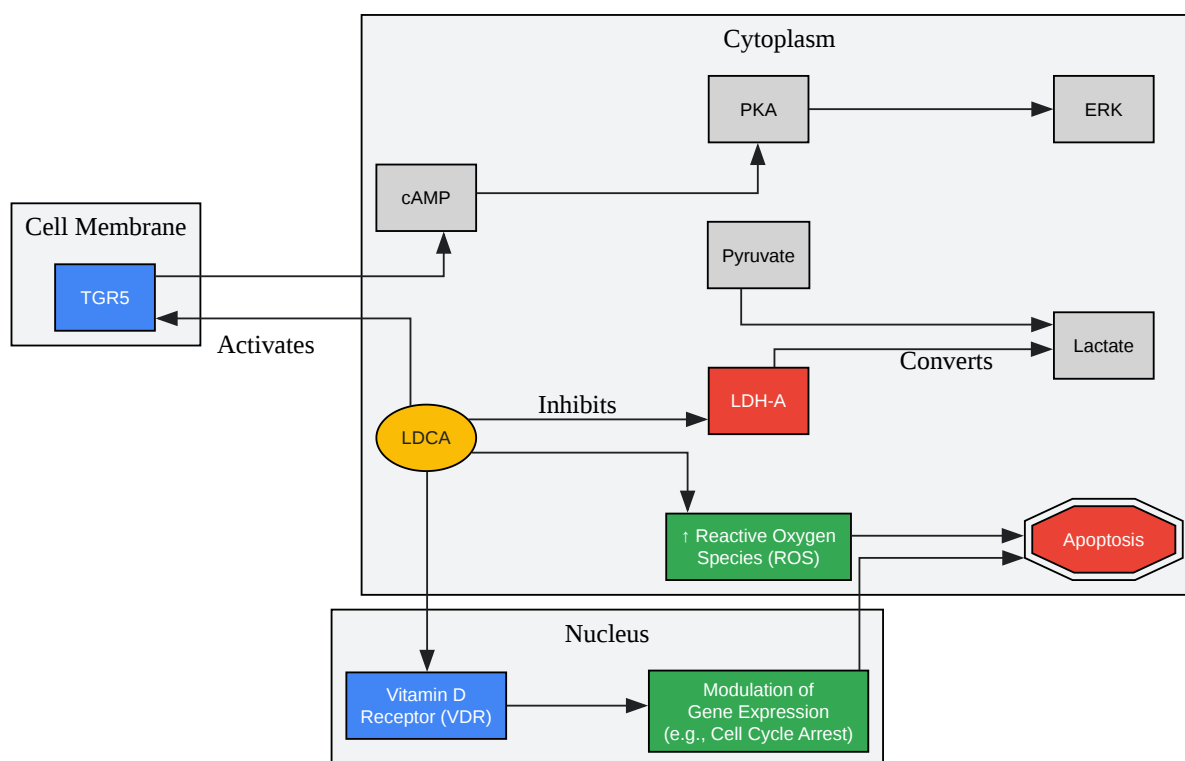 Cytoplasm
PKA
ERK
cAMP
Cell Membrane
Pyruvate
TGR5
Activates
Lactate
Converts
Inhibits
LDH-A
LDCA
↑ Reactive Oxygen
Species (ROS)
Apoptosis
Nucleus
Vitamin D
Receptor (VDR)
Modulation of
Gene Expression
(e.g., Cell Cycle Arrest)